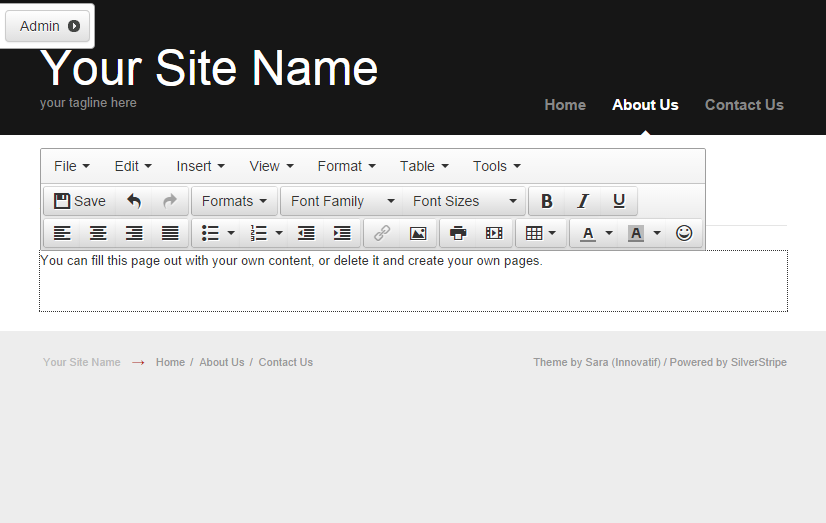 Admin
Your Site Name
your tagline here
Home About Us Contact Us
File Edit Insert View Format Table Tools
Save Formats Font Family Font Sizes B I U
A A
You can fill this page out with your own content, or delete it and create your own pages.
Your Site Name → Home / About Us / Contact Us
Theme by Sara (Innovatif) / Powered by SilverStripe